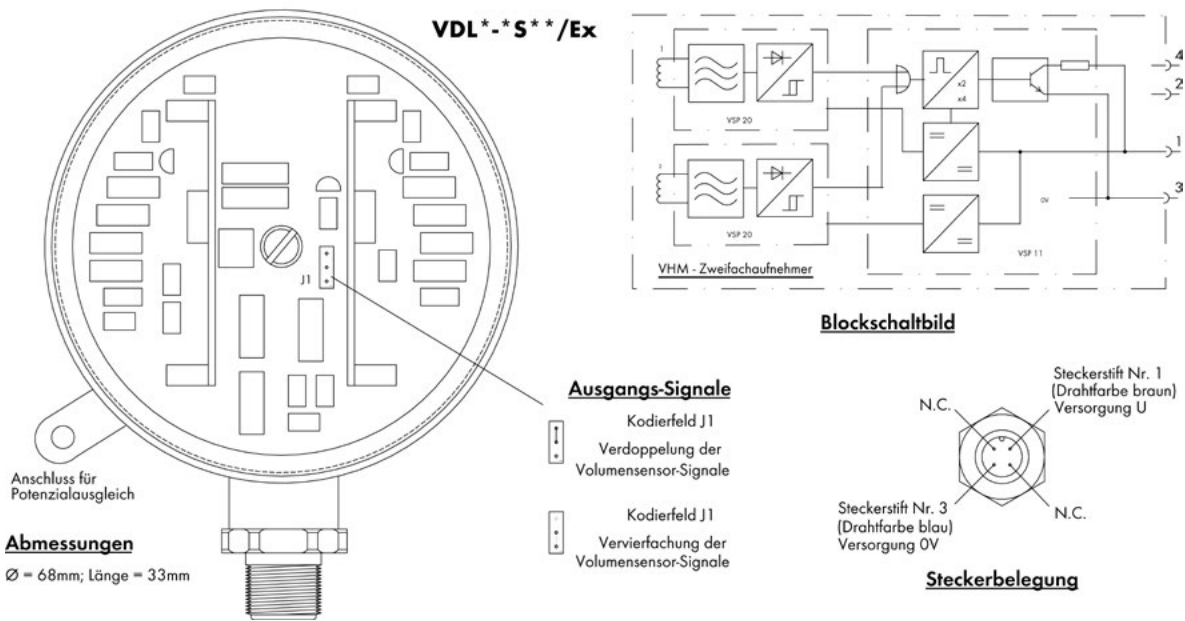 VDL*-*S**/Ex
J1
Anschluss für
Potenzialausgleich
Abmessungen
Ø = 68mm; Länge = 33mm
Ausgangs-Signale
Kodierfeld J1
Verdoppelung der
Volumensensor-Signale
Kodierfeld J1
Vervierfachung der
Volumensensor-Signale
1
VSP 20
x2
x4
4
2
1
3
2
VSP 20
0V
VSP 11
VHM - Zweifachaufnehmer
Blockschaltbild
Steckerstift Nr. 1
(Drahtfarbe braun)
Versorgung U
N.C.
Steckerstift Nr. 3
(Drahtfarbe blau)
Versorgung 0V
N.C.
Steckerbelegung